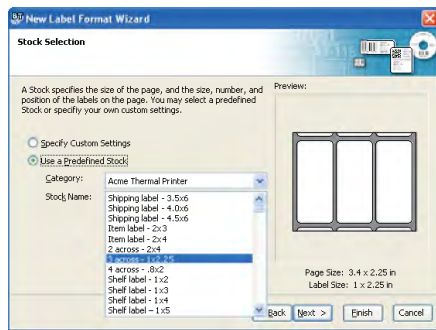 New Label Format Wizard
Stock Selection
A Stock specifies the size of the page, and the size, number, and
position of the labels on the page. You may select a predefined
Stock or specifiy your own custom settings.
Preview:
Specify Custom Settings
Use a Predefined Stock
Category:
Acme Thermal Printer
Stock Name:
Shipping label - 3.5x6
Shipping label - 4.0x6
Shipping label - 4.5x6
Item label - 2x3
Item label - 2x4
2 across - 2x4
3 across - 1x2.25
4 across - .8x2
Shelf label - 1x2
Shelf label - 1x3
Shelf label - 1x4
Shelf label - 1x5
Page Size: 3.4 x 2.25 in
Label Size: 1 x 2.25 in
Back
Next >
Finish
Cancel